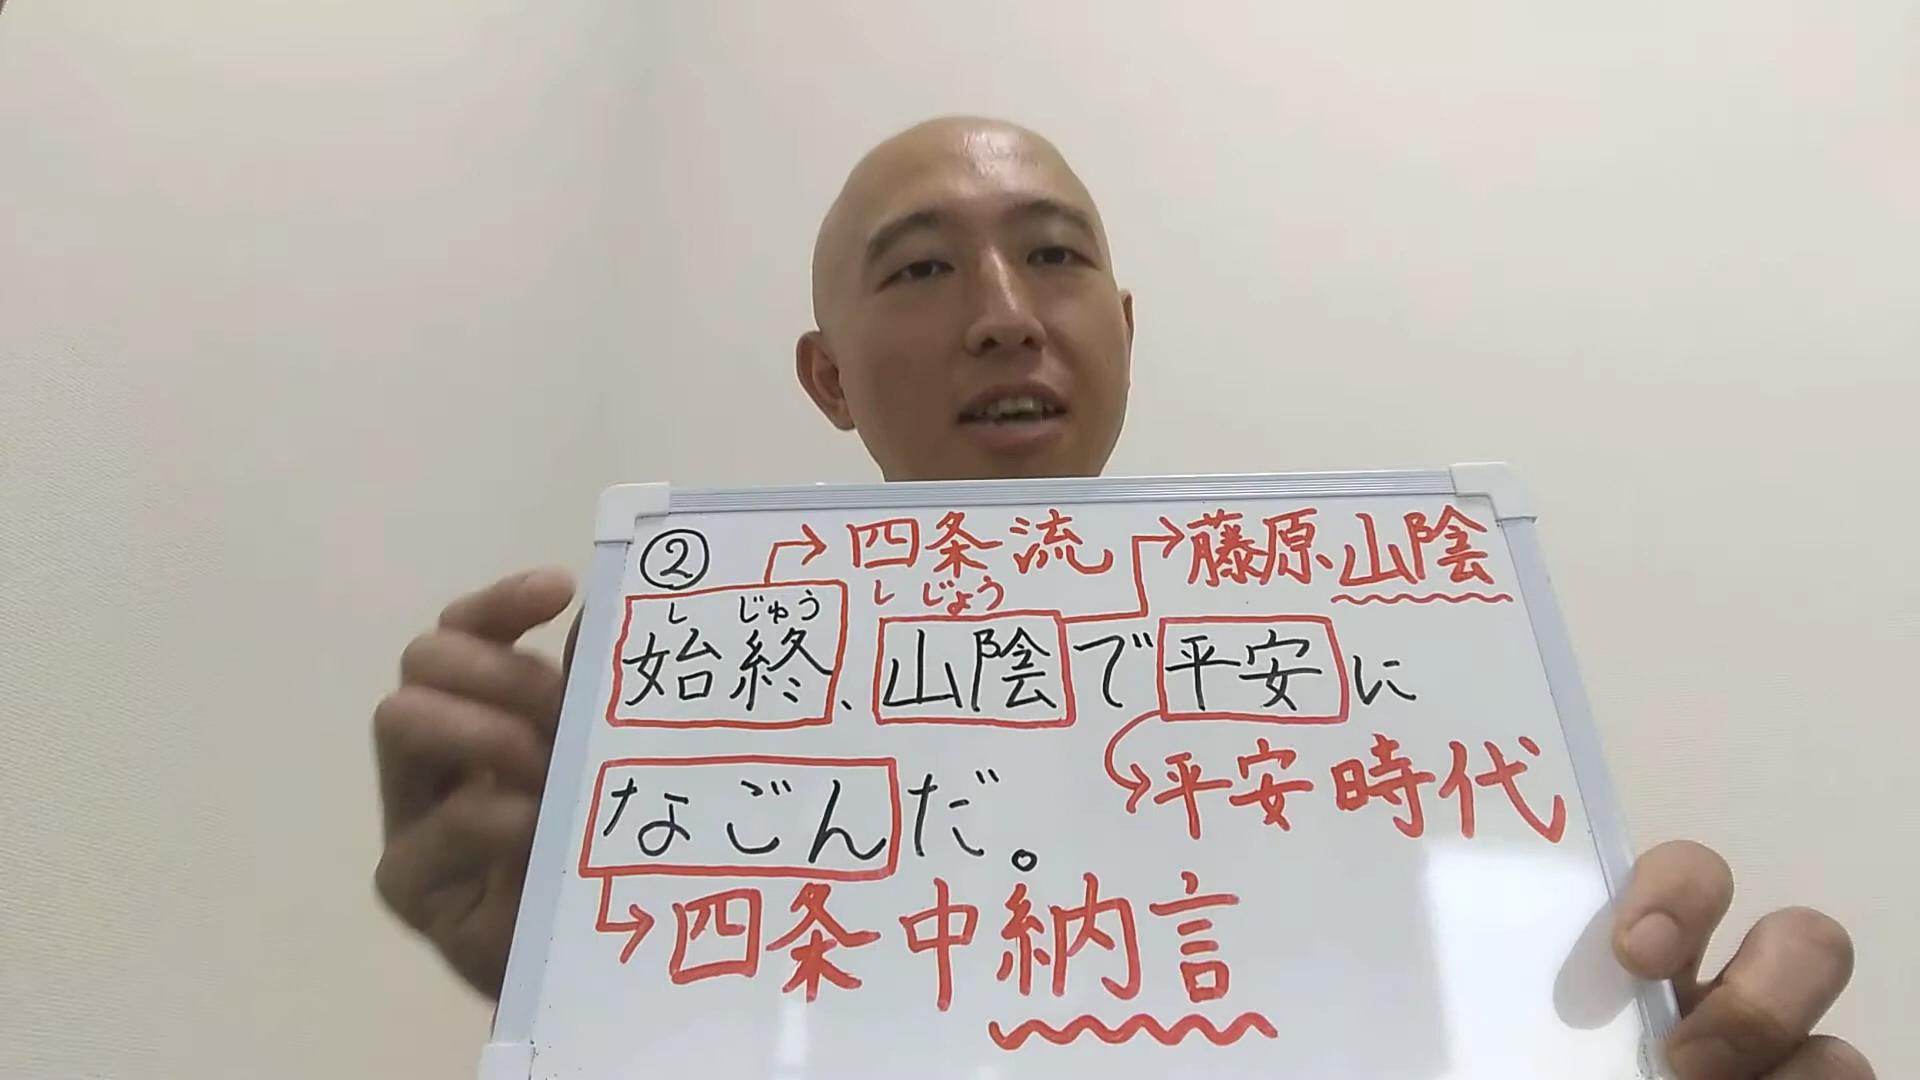 ② →四条流 →藤原山陰
しじょう
しじゅう
始終、山陰で平安に
→平安時代
なごんだ。
→四条中納言